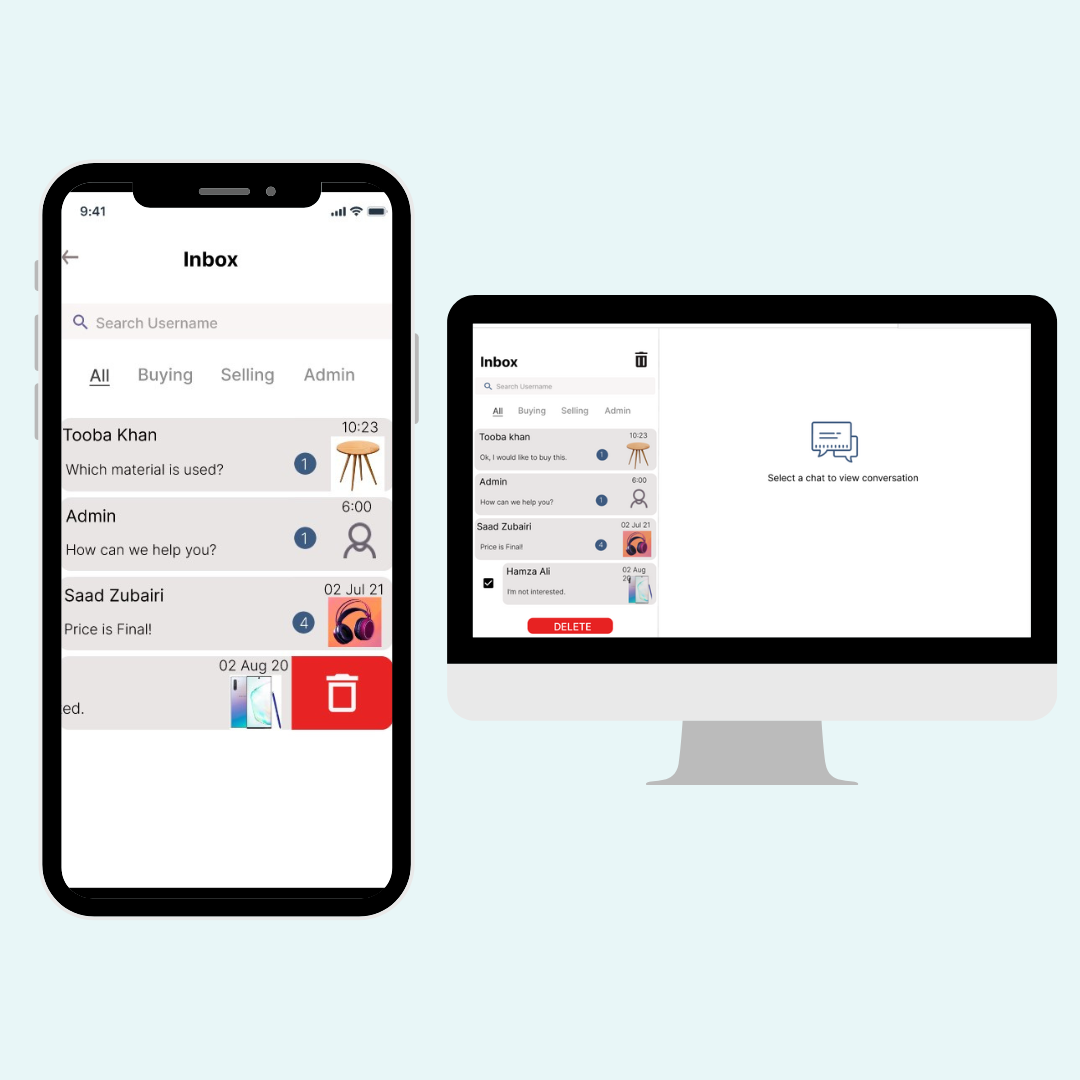 9:41
Inbox
Search Username
All Buying Selling Admin
10:23
Tooba Khan
Which material is used?
1
6:00
Admin
How can we help you?
1
02 Jul 21
Saad Zubairi
Price is Final!
4
02 Aug 20
ed.
Inbox
Search Username
All Buying Selling Admin
Tooba khan 10:23
Ok, I would like to buy this. 1
Admin 6:00
How can we help you? 1
Saad Zubairi 02 Jul 21
Price is Final! 4
Hamza Ali 02 Aug
20
I'm not interested.
DELETE
Select a chat to view conversation